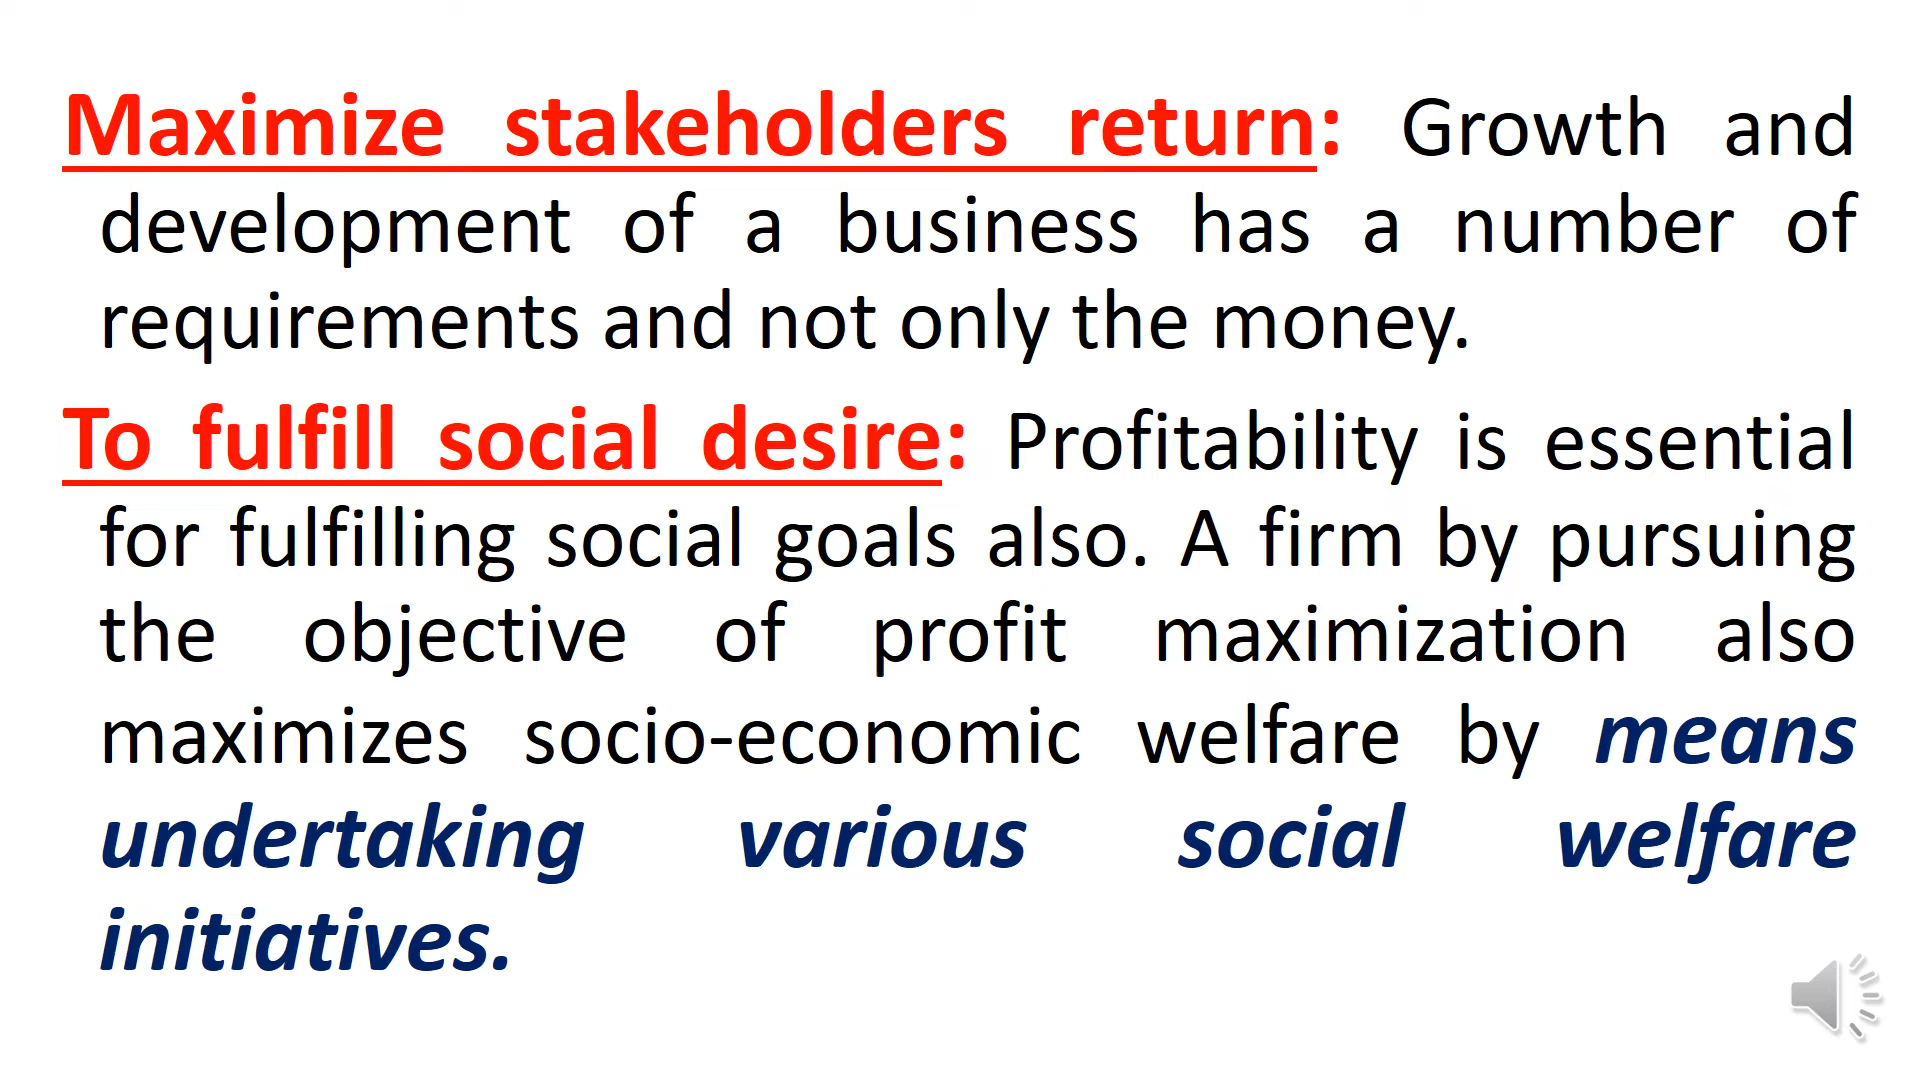 Maximize stakeholders return: Growth and
development of a business has a number of
requirements and not only the money.
To fulfill social desire: Profitability is essential
for fulfilling social goals also. A firm by pursuing
the objective of profit maximization also
maximizes socio-economic welfare by means
undertaking various social welfare
initiatives.